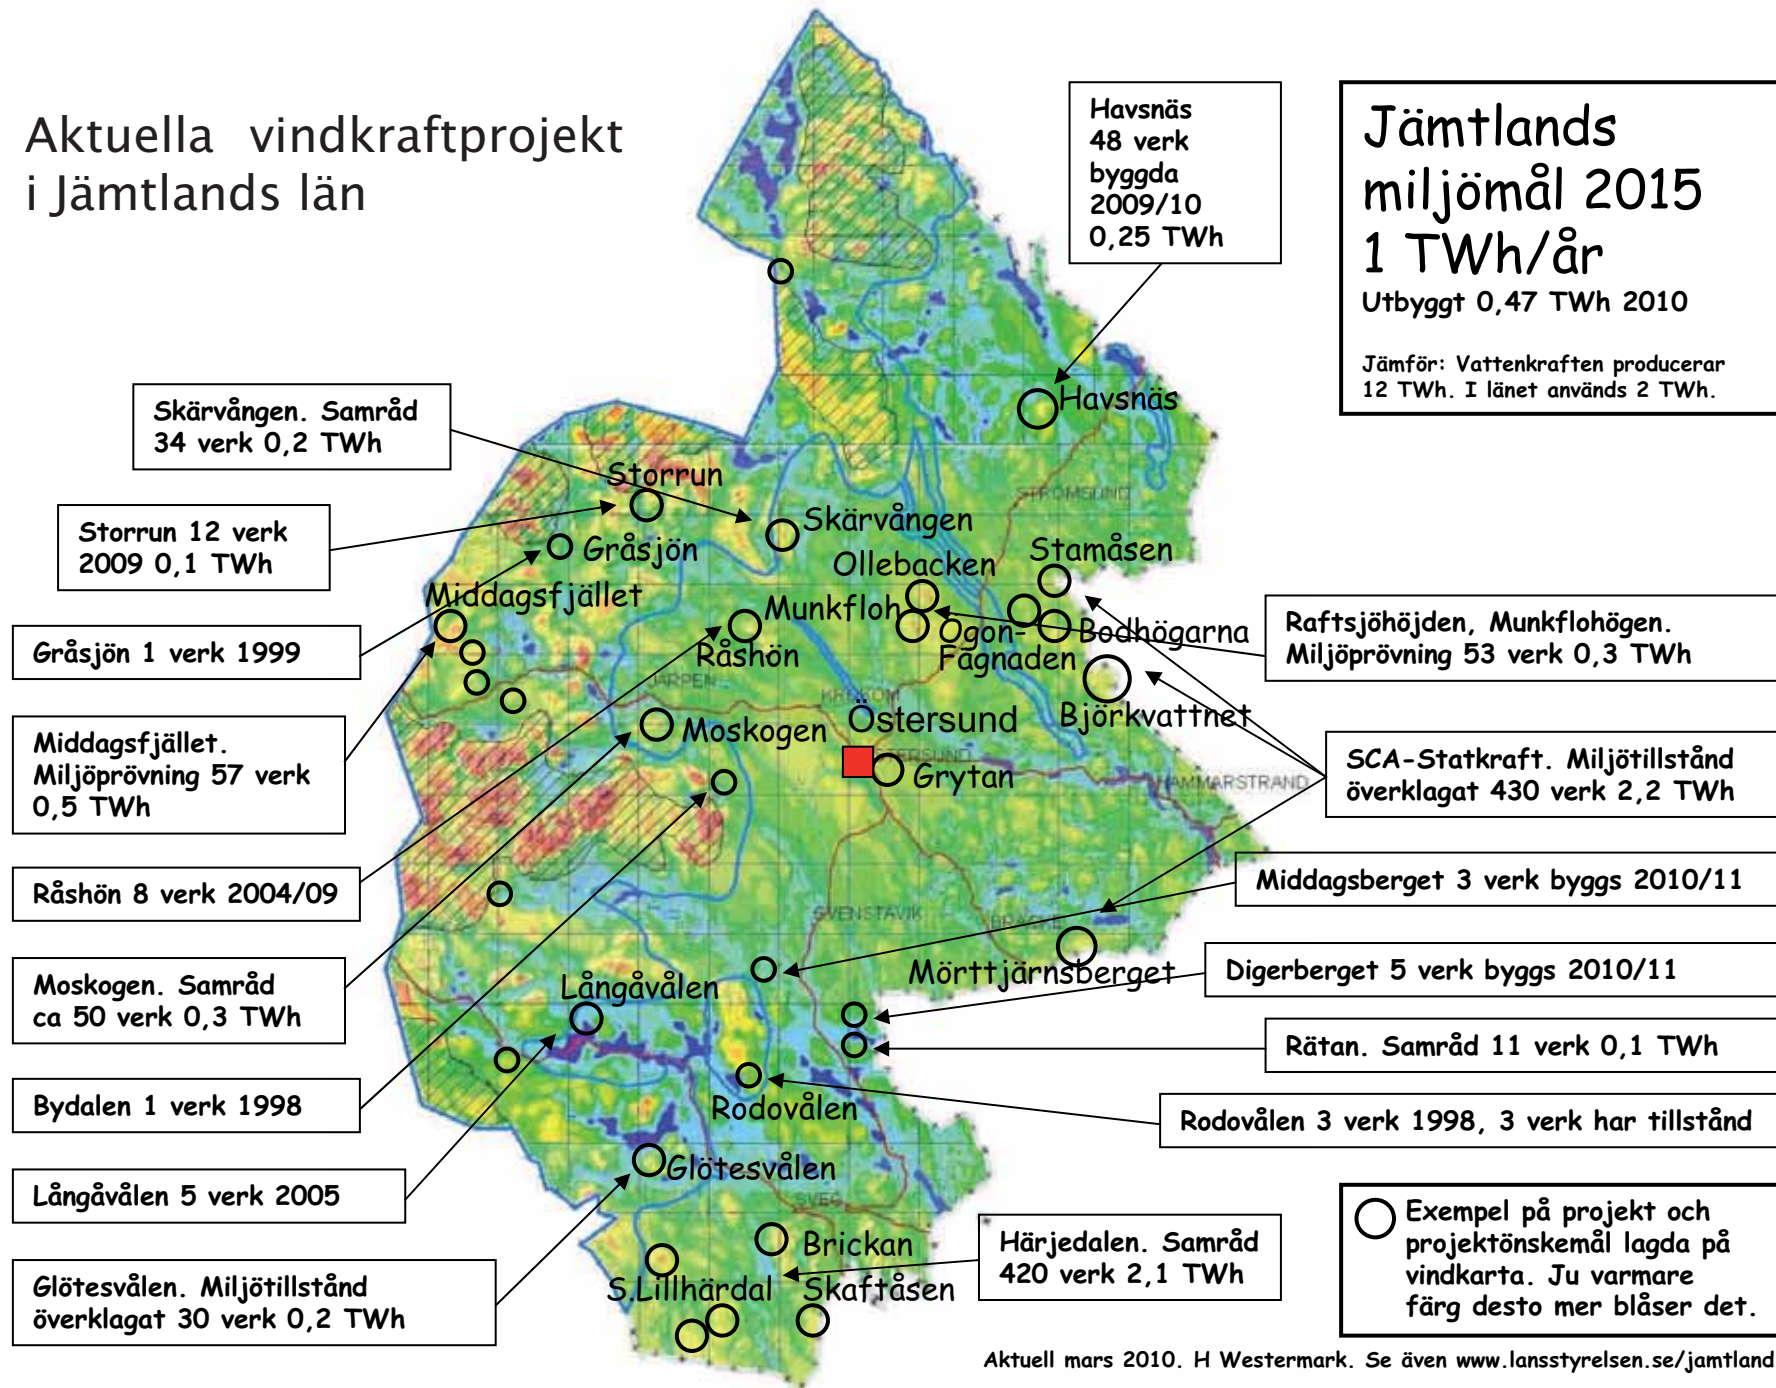 Aktuella vindkraftprojekt
i Jämtlands län
Havsnäs
48 verk
byggda
2009/10
0,25 TWh
Jämtlands
miljömål 2015
1 TWh/år
Utbyggt 0,47 TWh 2010
Jämför: Vattenkraften producerar
12 TWh. I länet används 2 TWh.
Skärvången. Samråd
34 verk 0,2 TWh
Storrun 12 verk
2009 0,1 TWh
Gråsjön 1 verk 1999
Middagsfjället.
Miljöprövning 57 verk
0,5 TWh
Råshön 8 verk 2004/09
Moskogen. Samråd
ca 50 verk 0,3 TWh
Bydalen 1 verk 1998
Långåvålen 5 verk 2005
Glötesvålen. Miljötillstånd
överklagat 30 verk 0,2 TWh
Havsnäs
Storrun
STRÖMSUND
Skärvången
Gråsjön
Ollebacken
Stamåsen
Middagsfjället
Munkfloh
Ögon-
Fägnaden
Bodhögarna
Råshön
JÄRPEN
KROKOM
Björkvattnet
Östersund
Moskogen
ÖSTERSUND
Grytan
HAMMARSTRAND
SVENSTAVIK
BRÄCKE
Mörttjärnsberget
Långåvålen
Rodovålen
Glötesvålen
SVEG
Brickan
S.Lillhärdal
Skaftåsen
Raftsjöhöjden, Munkflohögen.
Miljöprövning 53 verk 0,3 TWh
SCA-Statkraft. Miljötillstånd
överklagat 430 verk 2,2 TWh
Middagsberget 3 verk byggs 2010/11
Digerberget 5 verk byggs 2010/11
Rätan. Samråd 11 verk 0,1 TWh
Rodovålen 3 verk 1998, 3 verk har tillstånd
Härjedalen. Samråd
420 verk 2,1 TWh
Exempel på projekt och
projektönskemål lagda på
vindkarta. Ju varmare
färg desto mer blåser det.
Aktuell mars 2010. H Westermark. Se även www.lansstyrelsen.se/jamtland